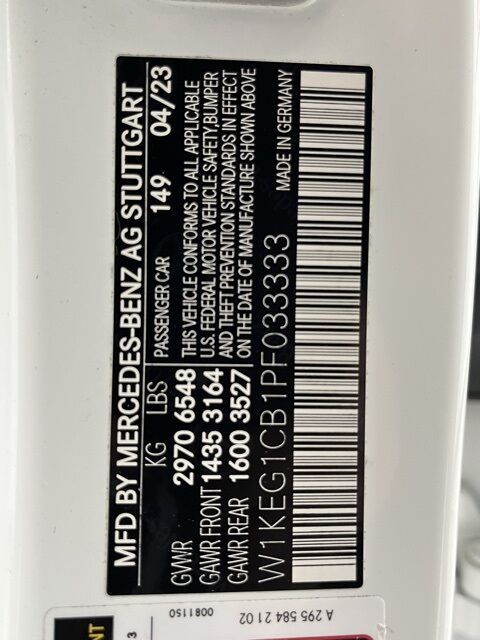 MFD BY MERCEDES-BENZ AG STUTTGART
KG LBS
GVWR 2970 6548
GAWR FRONT 1435 3164
GAWR REAR 1600 3527
PASSENGER CAR 149 04/23
THIS VEHICLE CONFORMS TO ALL APPLICABLE
U.S. FEDERAL MOTOR VEHICLE SAFETY, BUMPER
AND THEFT PREVENTION STANDARDS IN EFFECT
ON THE DATE OF MANUFACTURE SHOWN ABOVE
W1KEG1CB1PF033333 MADE IN GERMANY
0081150
A 295 584 21 02
NT
3